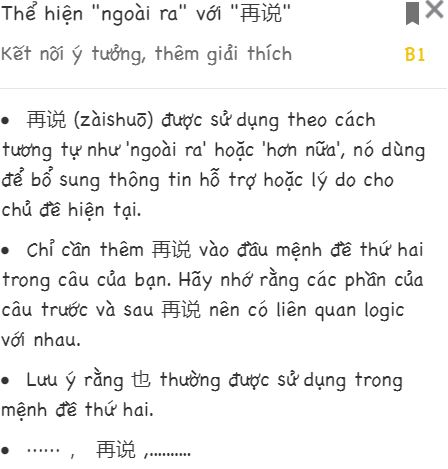 Thể hiện "ngoài ra" với "再说"
Kết nối ý tưởng, thêm giải thích
B1
• 再说 (zàishuō) được sử dụng theo cách
tương tự như 'ngoài ra' hoặc 'hơn nữa', nó dùng
để bổ sung thông tin hỗ trợ hoặc lý do cho
chủ đề hiện tại.
• Chỉ cần thêm 再说 vào đầu mệnh đề thứ hai
trong câu của bạn. Hãy nhớ rằng các phần của
câu trước và sau 再说 nên có liên quan logic
với nhau.
• Lưu ý rằng 也 thường được sử dụng trong
mệnh đề thứ hai.
• ······ ， 再说 ,..........